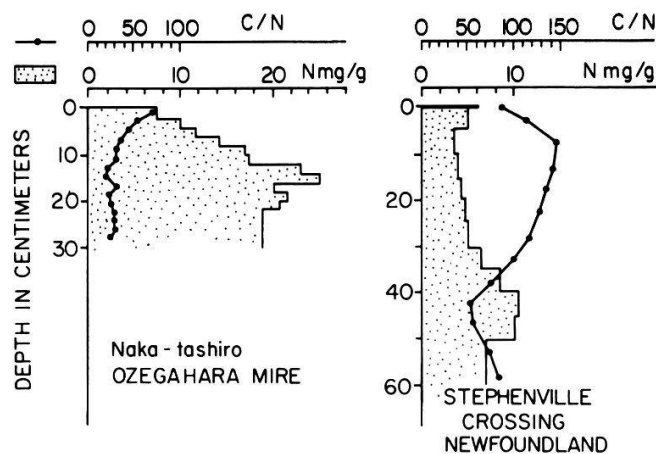 C/N
0 50 100
N mg/g
0 10 20
C/N
0 50 100 150
N mg/g
0 10
DEPTH IN CENTIMETERS
0
10
20
30
0
20
40
60
Naka-tashiro
OZEGAHARA MIRE
STEPHENVILLE
CROSSING
NEWFOUNDLAND